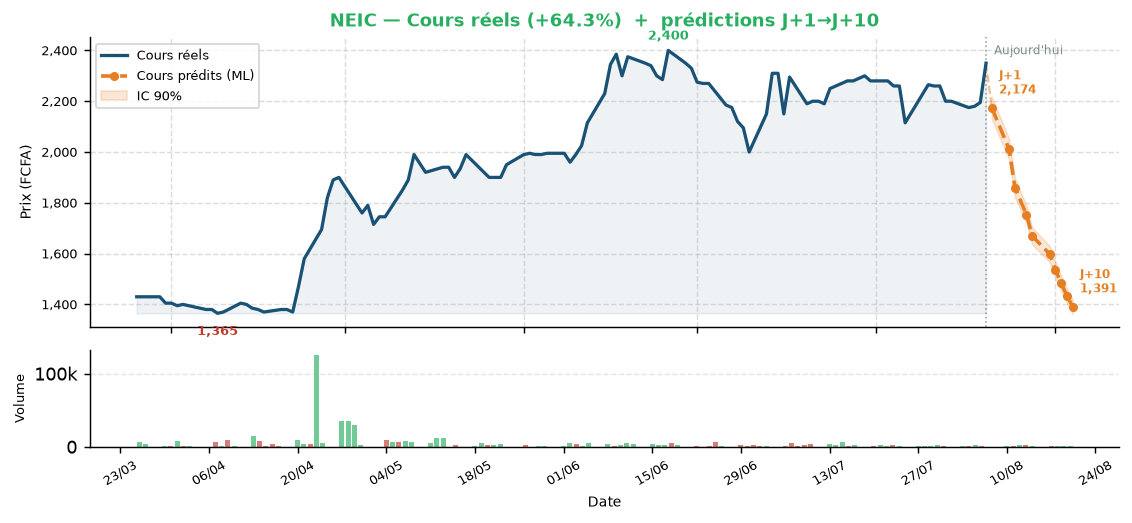 NEIC — Cours réels (+64.3%)  +  prédictions J+1→J+10
2,400
Aujourd'hui
Cours réels
Cours prédits (ML)
IC 90%
J+1
2,174
J+10
1,391
1,365
Prix (FCFA)
2,400
2,200
2,000
1,800
1,600
1,400
Volume
100k
0
23/03
06/04
20/04
04/05
18/05
01/06
15/06
29/06
13/07
27/07
10/08
24/08
Date